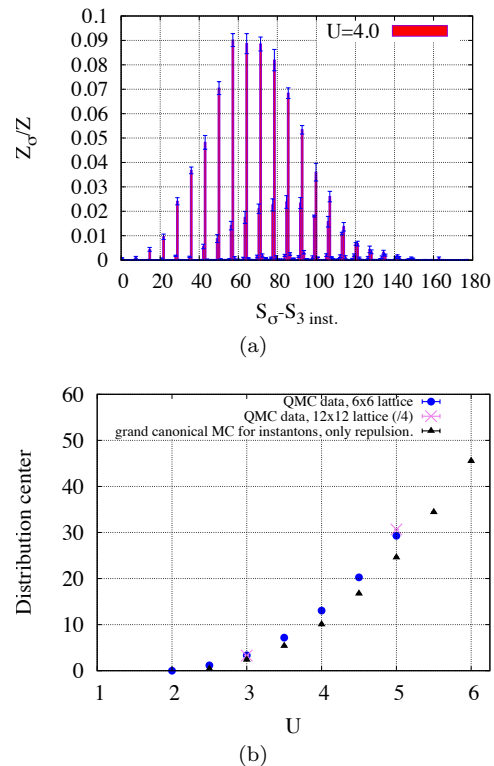 0.1
0.09
0.08
0.07
0.06
0.05
0.04
0.03
0.02
0.01
0
Zσ/Z
U=4.0
0 20 40 60 80 100 120 140 160 180
Sσ-S3 inst.
(a)
60
50
40
30
20
10
0
Distribution center
QMC data, 6x6 lattice
QMC data, 12x12 lattice (/4)
grand canonical MC for instantons, only repulsion.
1 2 3 4 5 6
U
(b)